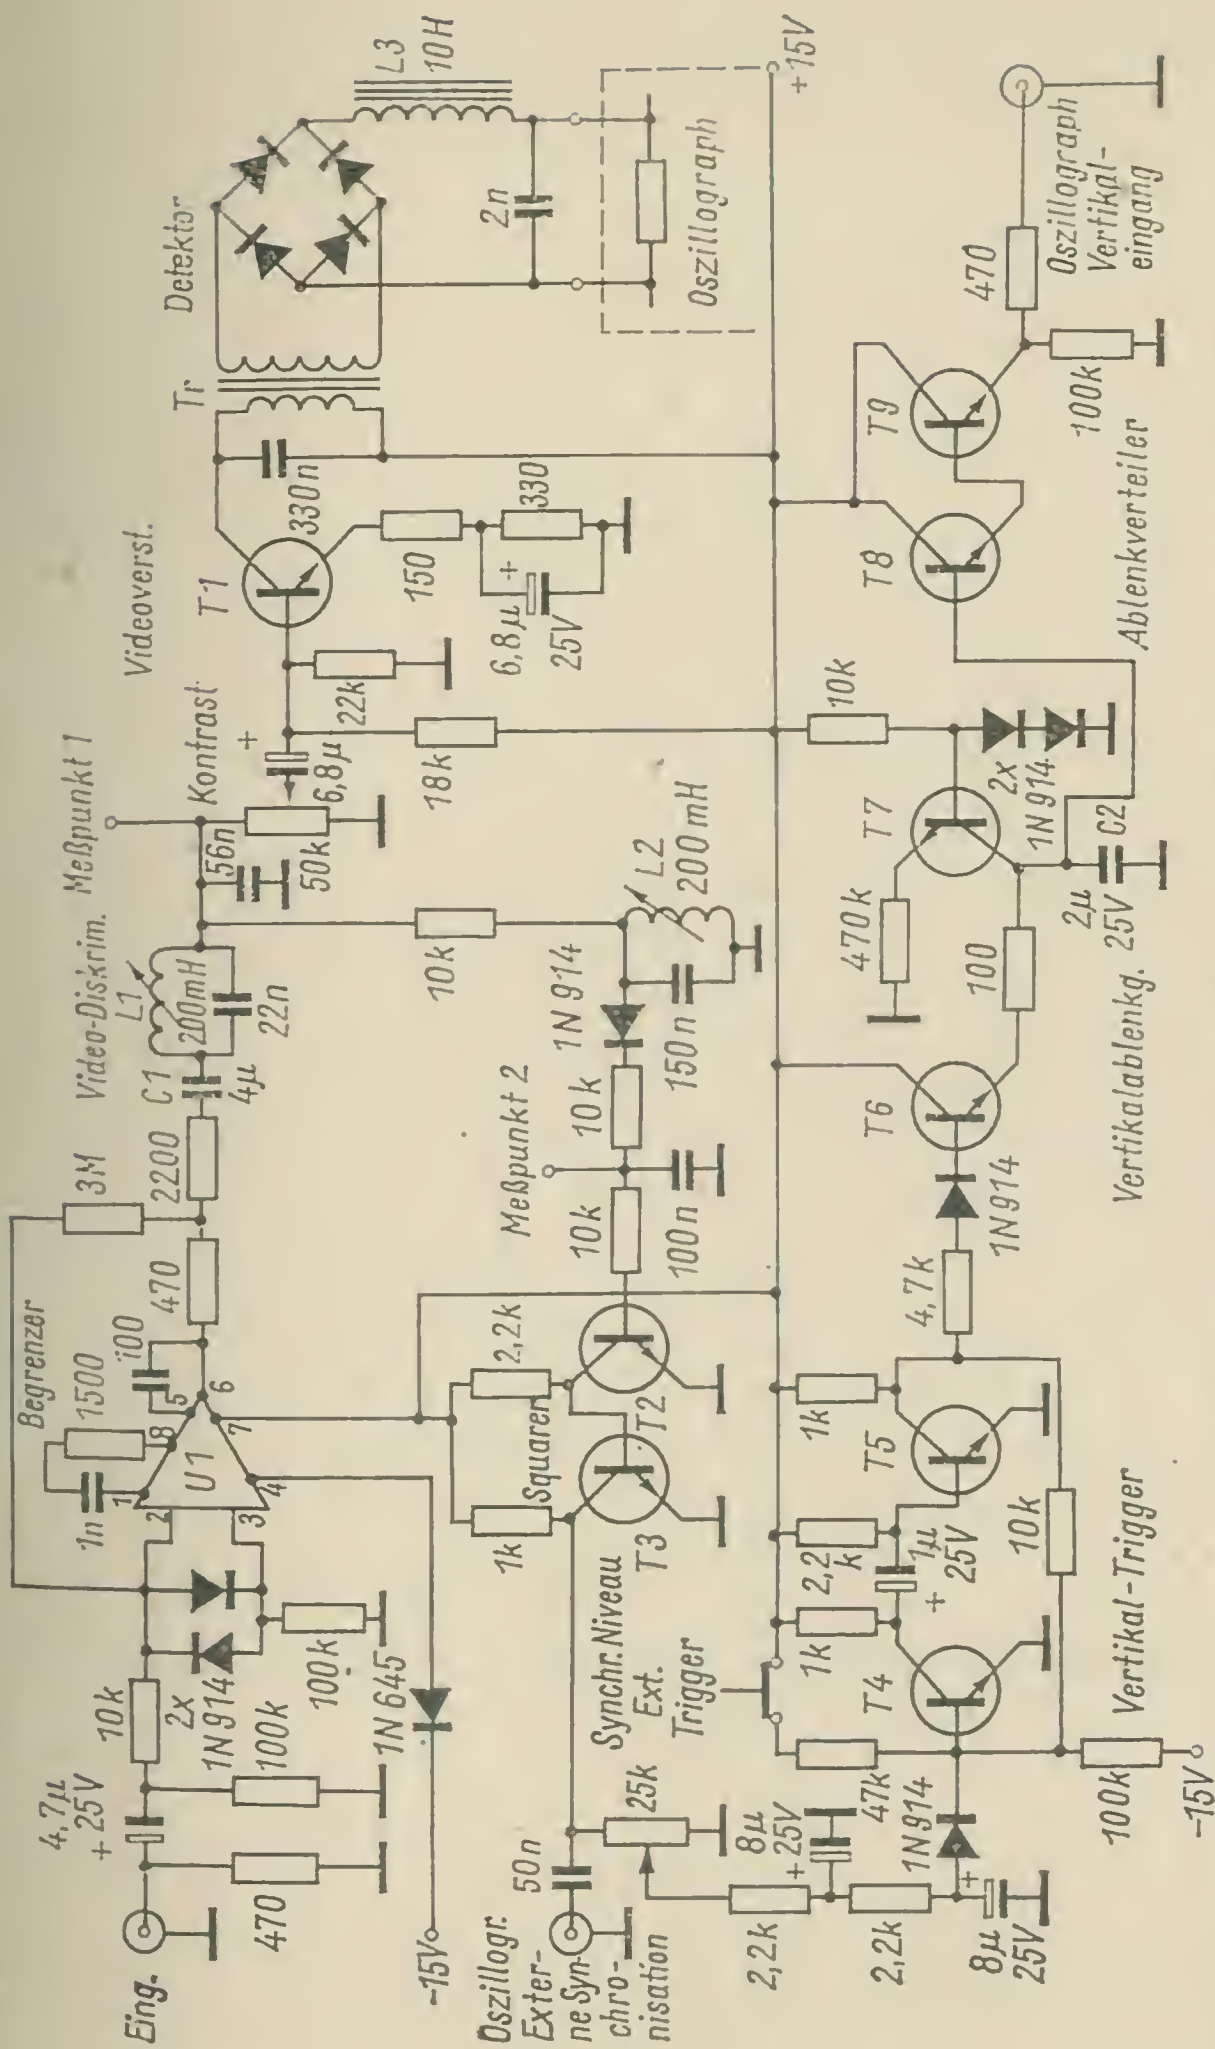 Eing.
4,7µ
+ 25V
470
100k
10k
2x
1N914
100k
1N645
-15V
Begrenzer
1n
1500
100
U1
1
2
3
4
5
6
7
8
470
3M
2200
C1
4µ
Video-Diskrim.
L1
200mH
22n
Meßpunkt 1
56n
50k
Kontrast
+
6,8µ
Videoverst.
22k
18k
T1
150
330
6,8µ
+
25V
330n
Tr
Detektor
L3
10H
2n
Oszillograph
+15V
10k
L2
200mH
150n
1N914
10k
Meßpunkt 2
100n
10k
2,2k
1k
Squarer
T2
T3
Oszillogr.
Exter-
ne Syn-
chro-
nisation
50n
25k
Synchr. Niveau
Ext.
Trigger
2,2k
8µ
+ 25V
2,2k
8µ
+
25V
47k
1N914
100k
-15V
T4
1k
2,2
k
1µ
25V
+
1k
T5
10k
Vertikal-Trigger
4,7k
1N914
T6
100
470k
T7
10k
2x
1N914
2µ
25V
C2
Vertikalablenkg.
T8
T9
Ablenkverteiler
100k
470
Oszillograph
Vertikal-
eingang